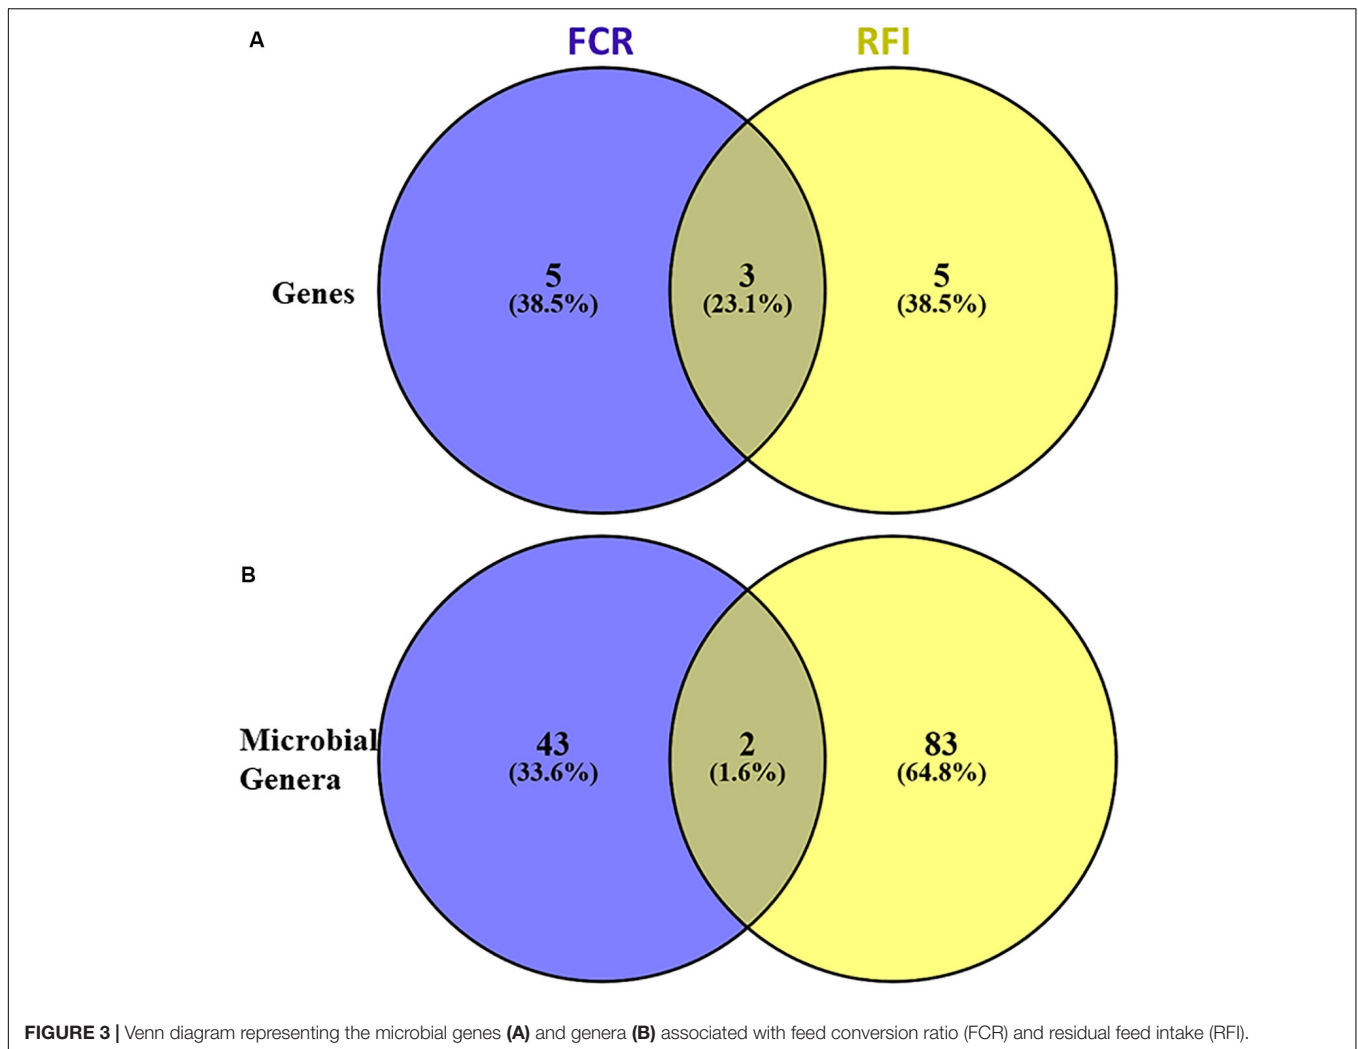 A
FCR
RFI
Genes
5
(38.5%)
3
(23.1%)
5
(38.5%)
B
Microbial
Genera
43
(33.6%)
2
(1.6%)
83
(64.8%)
FIGURE 3 | Venn diagram representing the microbial genes (A) and genera (B) associated with feed conversion ratio (FCR) and residual feed intake (RFI).